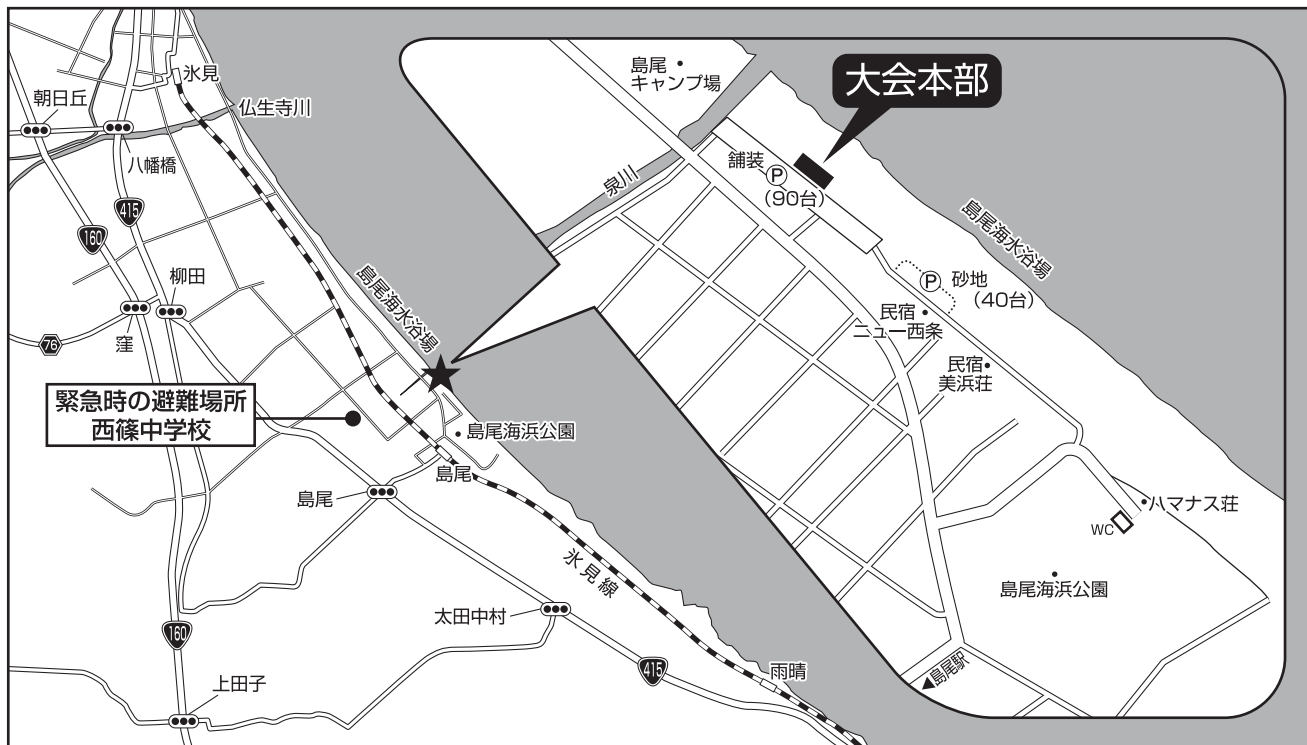 氷見
朝日丘
仏生寺川
八幡橋
415
160
柳田
窪
76
島尾海水浴場
緊急時の避難場所
西篠中学校
島尾海浜公園
島尾
島尾
氷見線
太田中村
160
415
上田子
雨晴
島尾
キャンプ場
大会本部
舗装
P
(90台)
泉川
島尾海水浴場
P
砂地
(40台)
民宿
ニュー西条
民宿
美浜荘
ハマナス荘
WC
島尾海浜公園
◀島尾駅